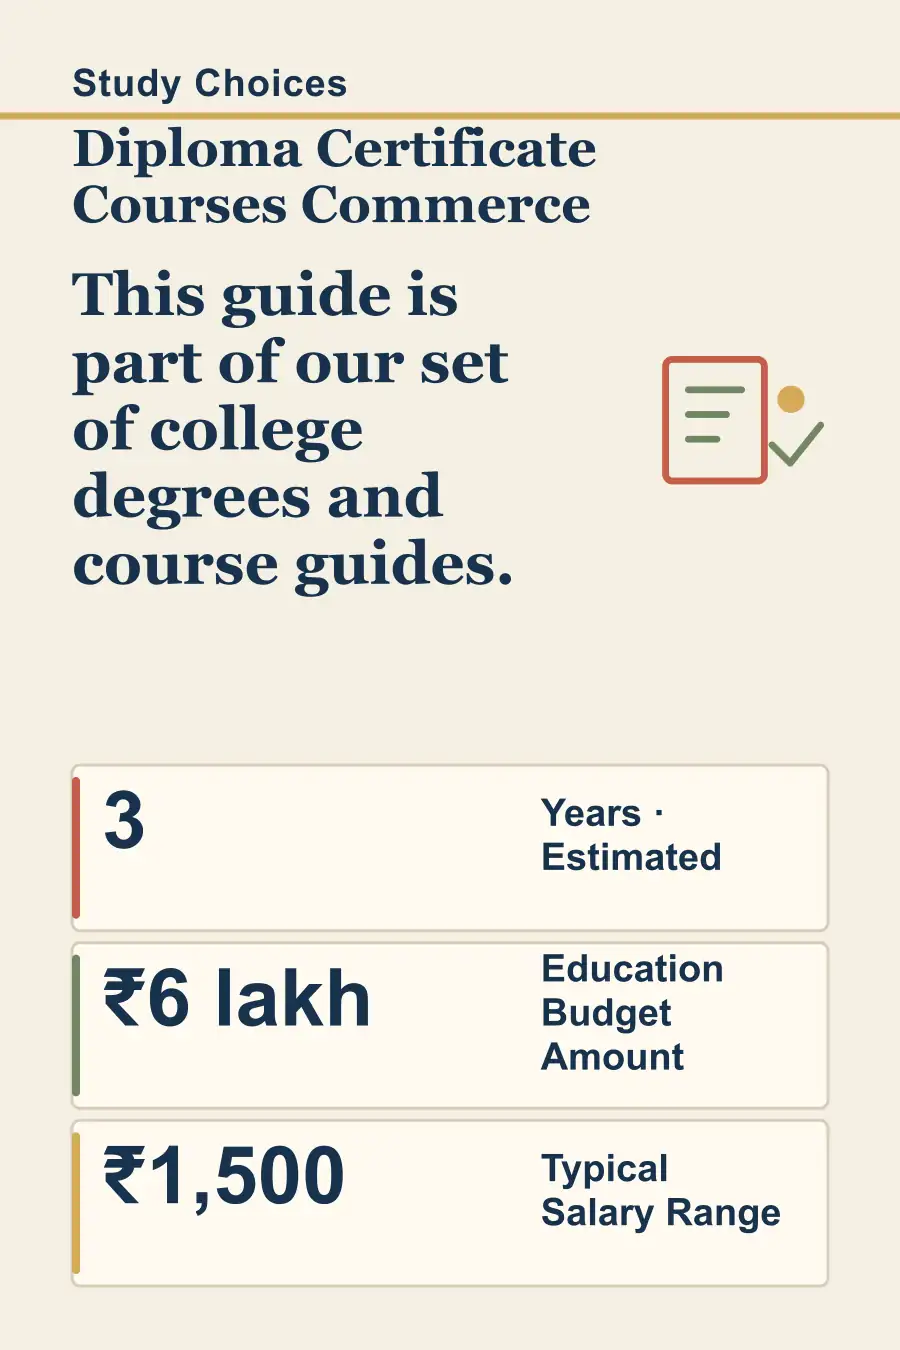 Study Choices
Diploma Certificate
Courses Commerce
This guide is
part of our set
of college
degrees and
course guides.
3
Years ·
Estimated
₹6 lakh
Education
Budget
Amount
₹1,500
Typical
Salary Range